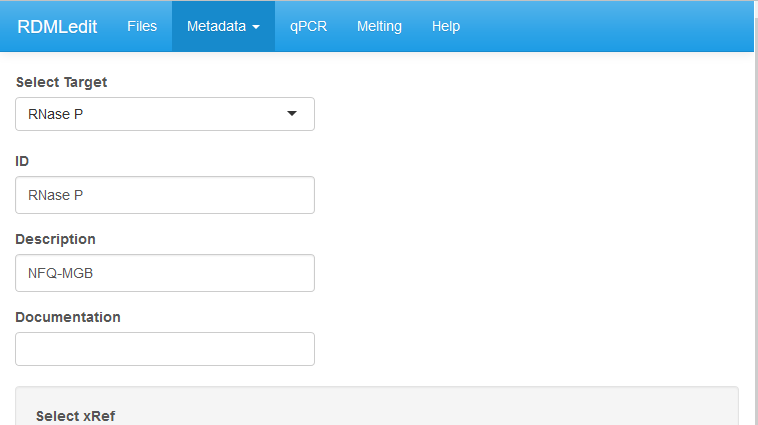 RDMLedit Files Metadata qPCR Melting Help
Select Target
RNase P
ID
RNase P
Description
NFQ-MGB
Documentation
Select xRef